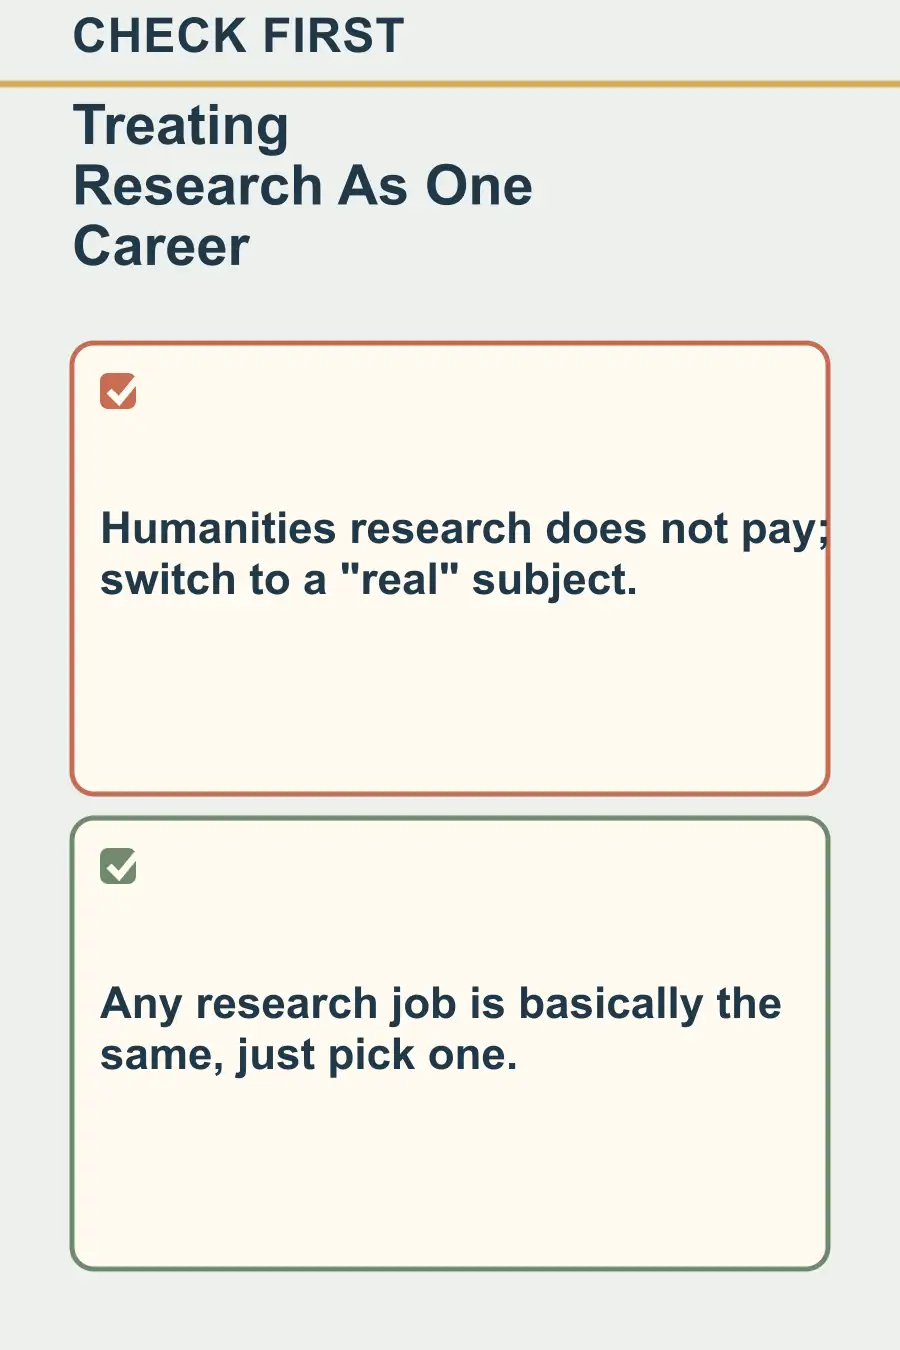 CHECK FIRST
Treating
Research As One
Career
Humanities research does not pay;
switch to a "real" subject.
Any research job is basically the
same, just pick one.